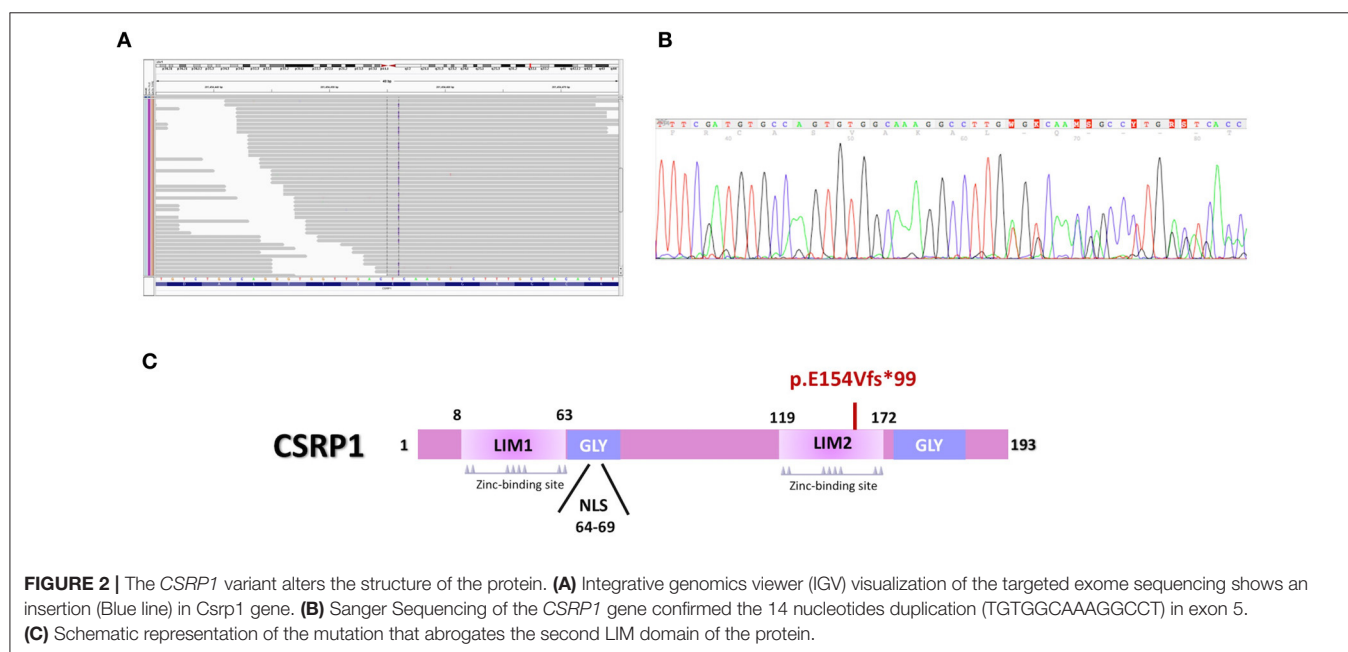 A
B
TTTCGATGTGCCAGTGTGGCAAAGGCCTTGWGKCAAMSGCCYTGRSTCACC
C
p.E154Vfs*99
8
63
119
172
CSRP1
1
LIM1
GLY
LIM2
GLY
193
Zinc-binding site
Zinc-binding site
NLS
64-69
FIGURE 2 | The CSRP1 variant alters the structure of the protein. (A) Integrative genomics viewer (IGV) visualization of the targeted exome sequencing shows an
insertion (Blue line) in Csrp1 gene. (B) Sanger Sequencing of the CSRP1 gene confirmed the 14 nucleotides duplication (TGTGGCAAAGGCCT) in exon 5.
(C) Schematic representation of the mutation that abrogates the second LIM domain of the protein.